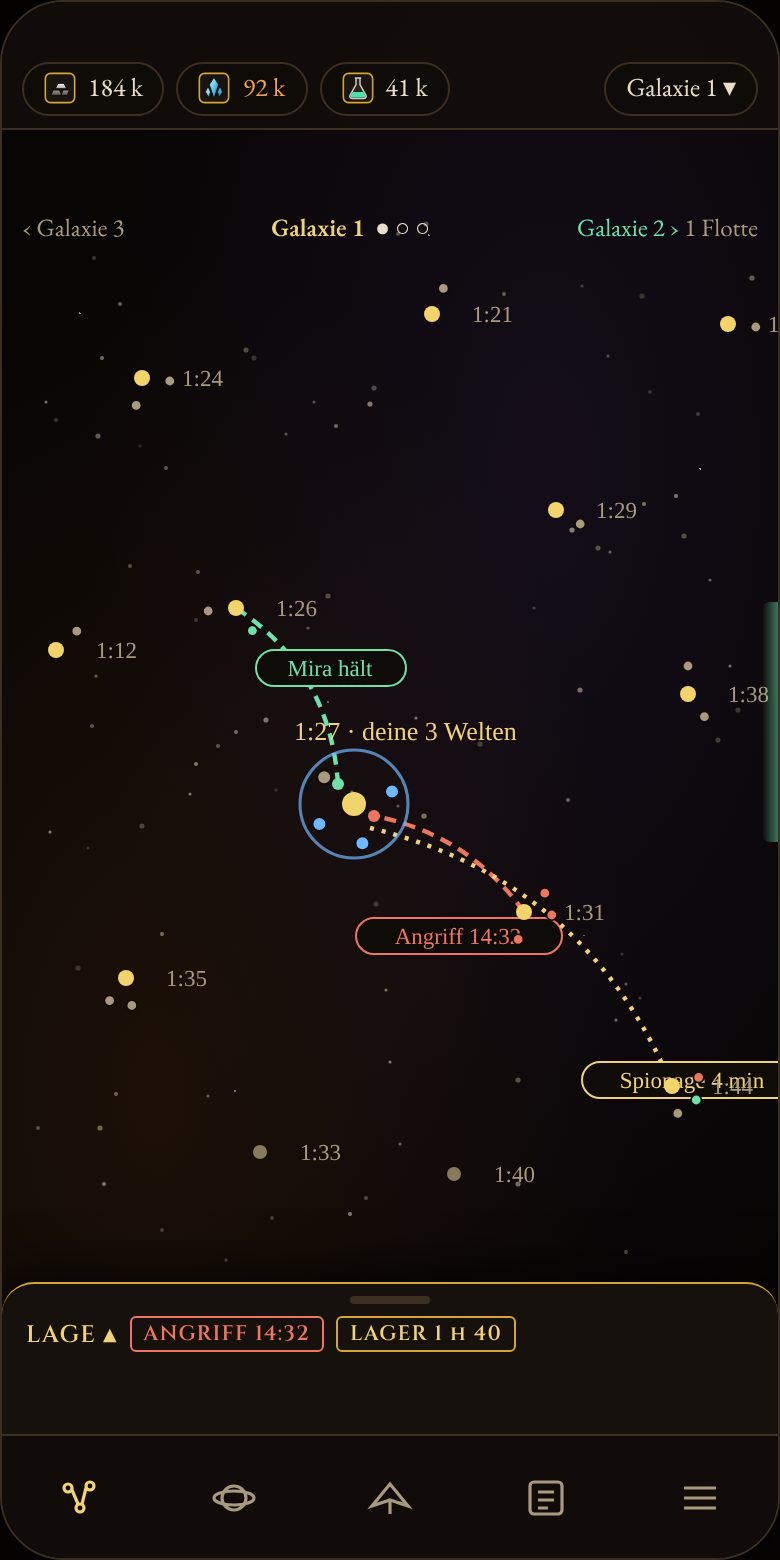 184 k
92 k
41 k
Galaxie 1 ▼
‹ Galaxie 3
Galaxie 1
Galaxie 2 › 1 Flotte
1:21
1:24
1:29
1:26
1:12
Mira hält
1:38
1:27 · deine 3 Welten
1:31
Angriff 14:32
1:35
Spionage 4 min
1:44
1:33
1:40
LAGE ▲
ANGRIFF 14:32
LAGER 1 H 40